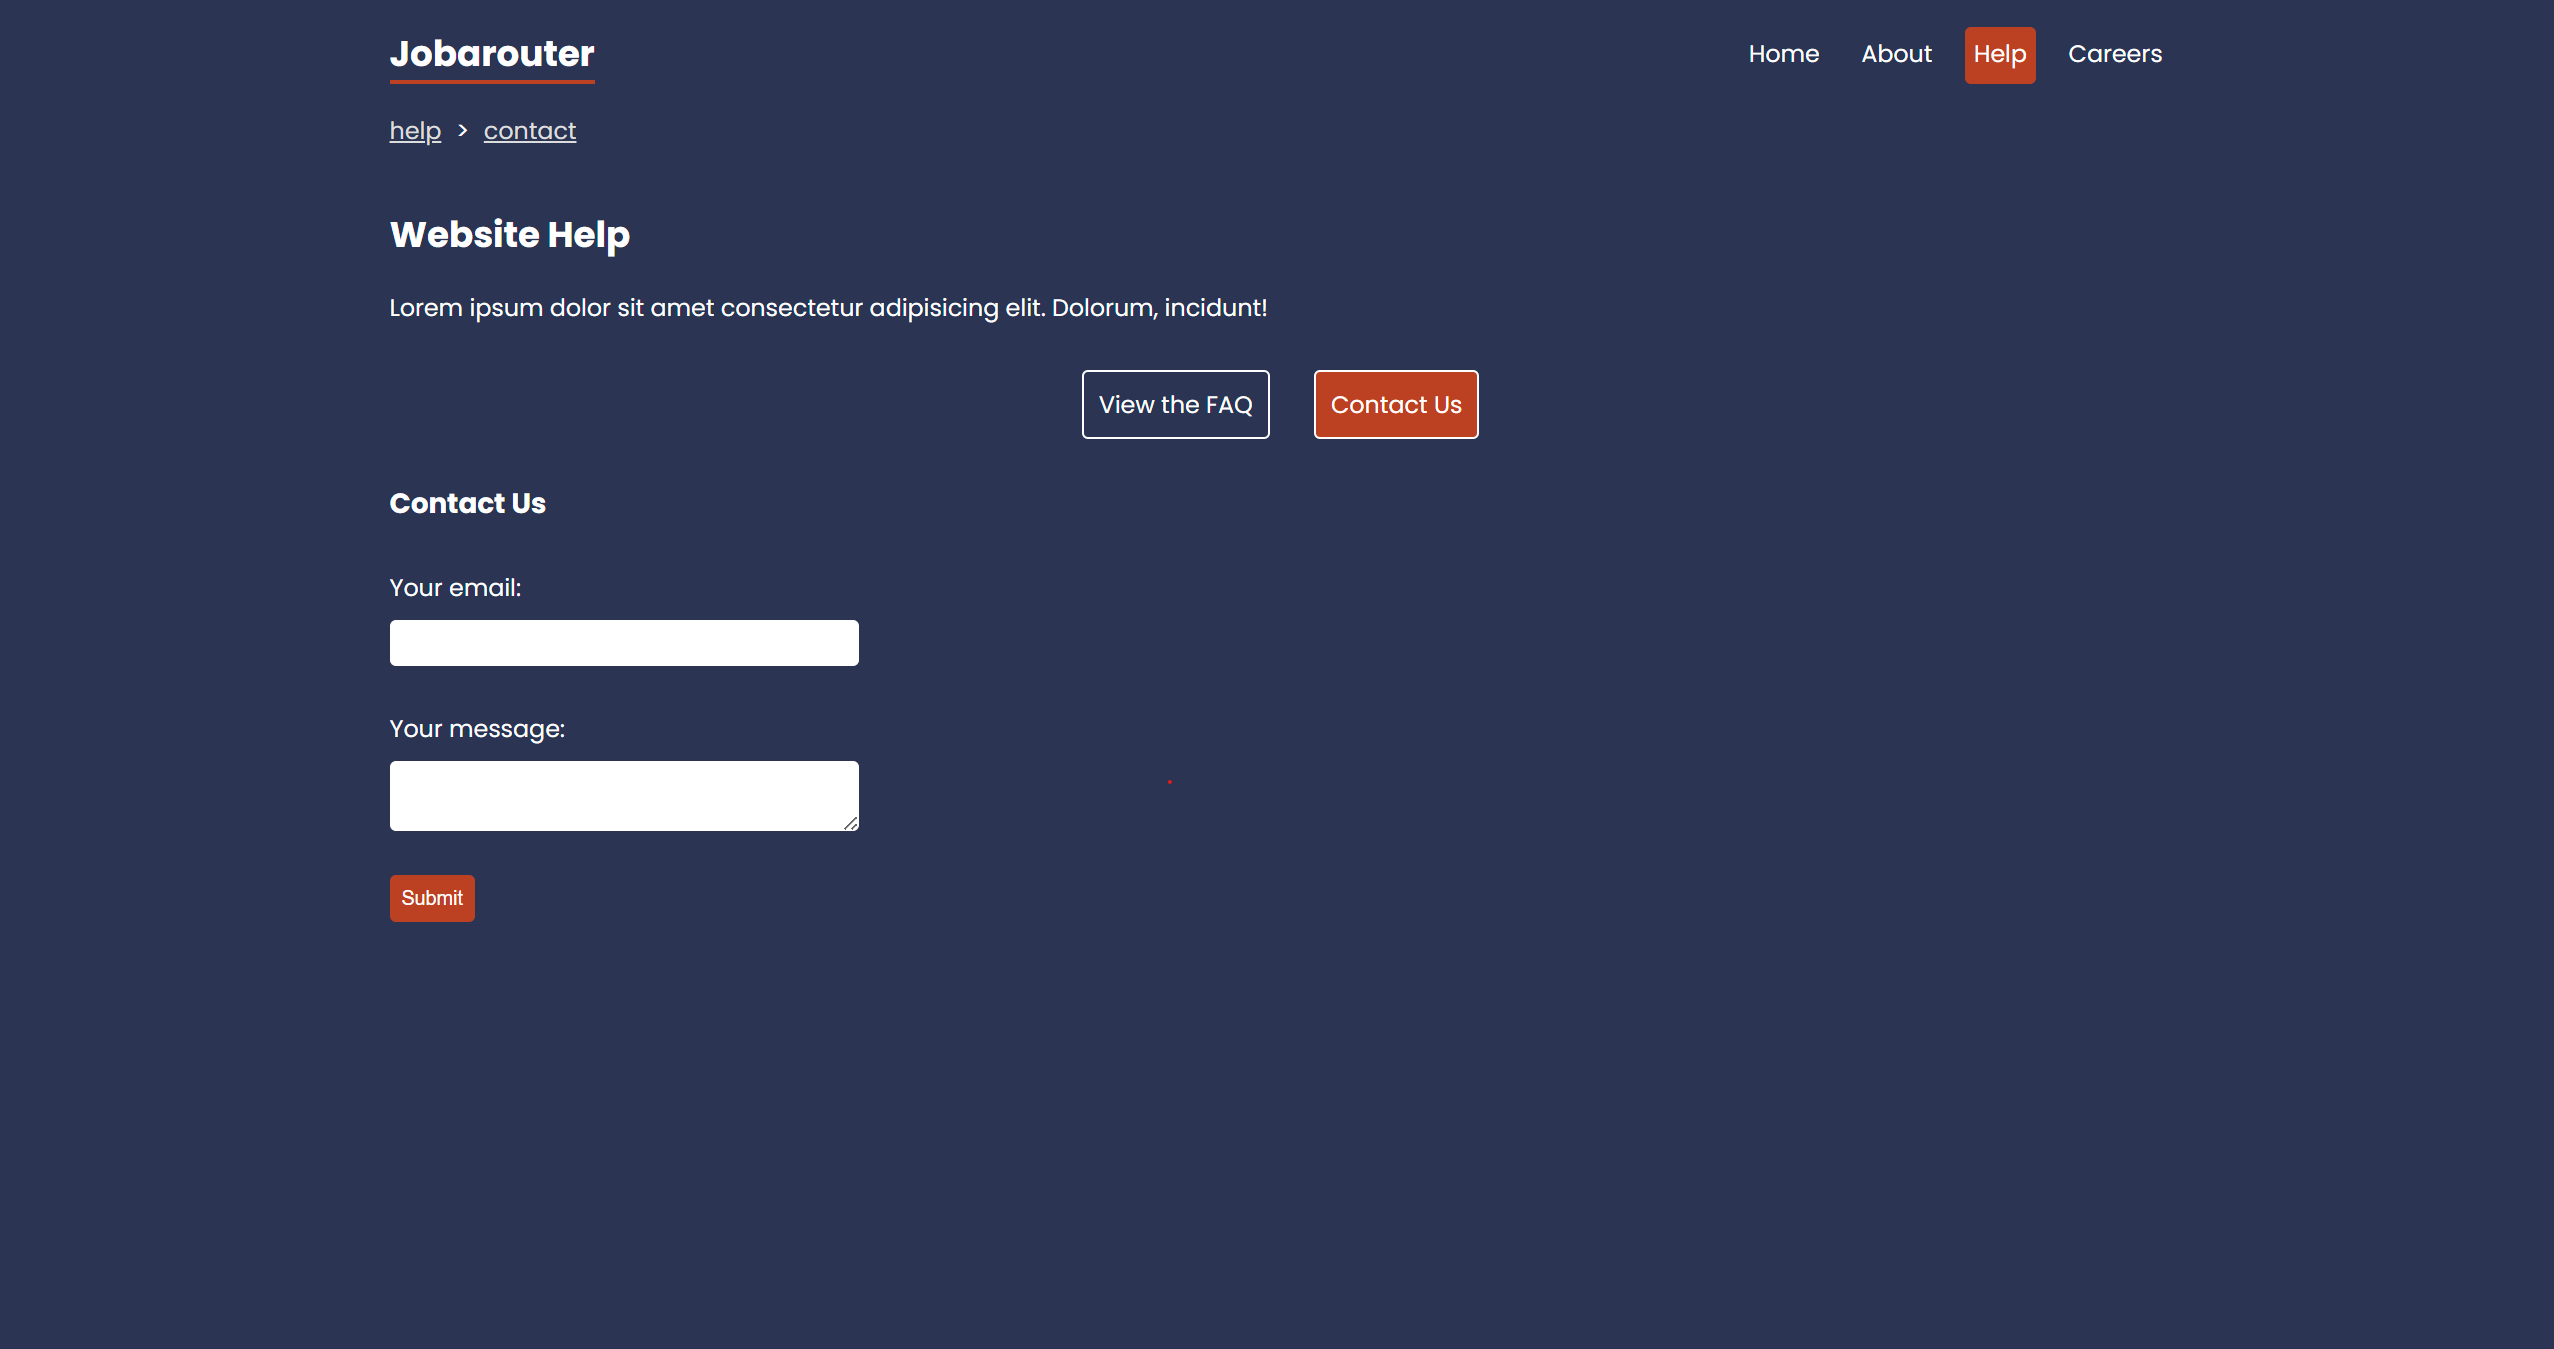 Jobarouter Home About Help Careers
help > contact
Website Help
Lorem ipsum dolor sit amet consectetur adipisicing elit. Dolorum, incidunt!
View the FAQ Contact Us
Contact Us
Your email:
Your message:
Submit